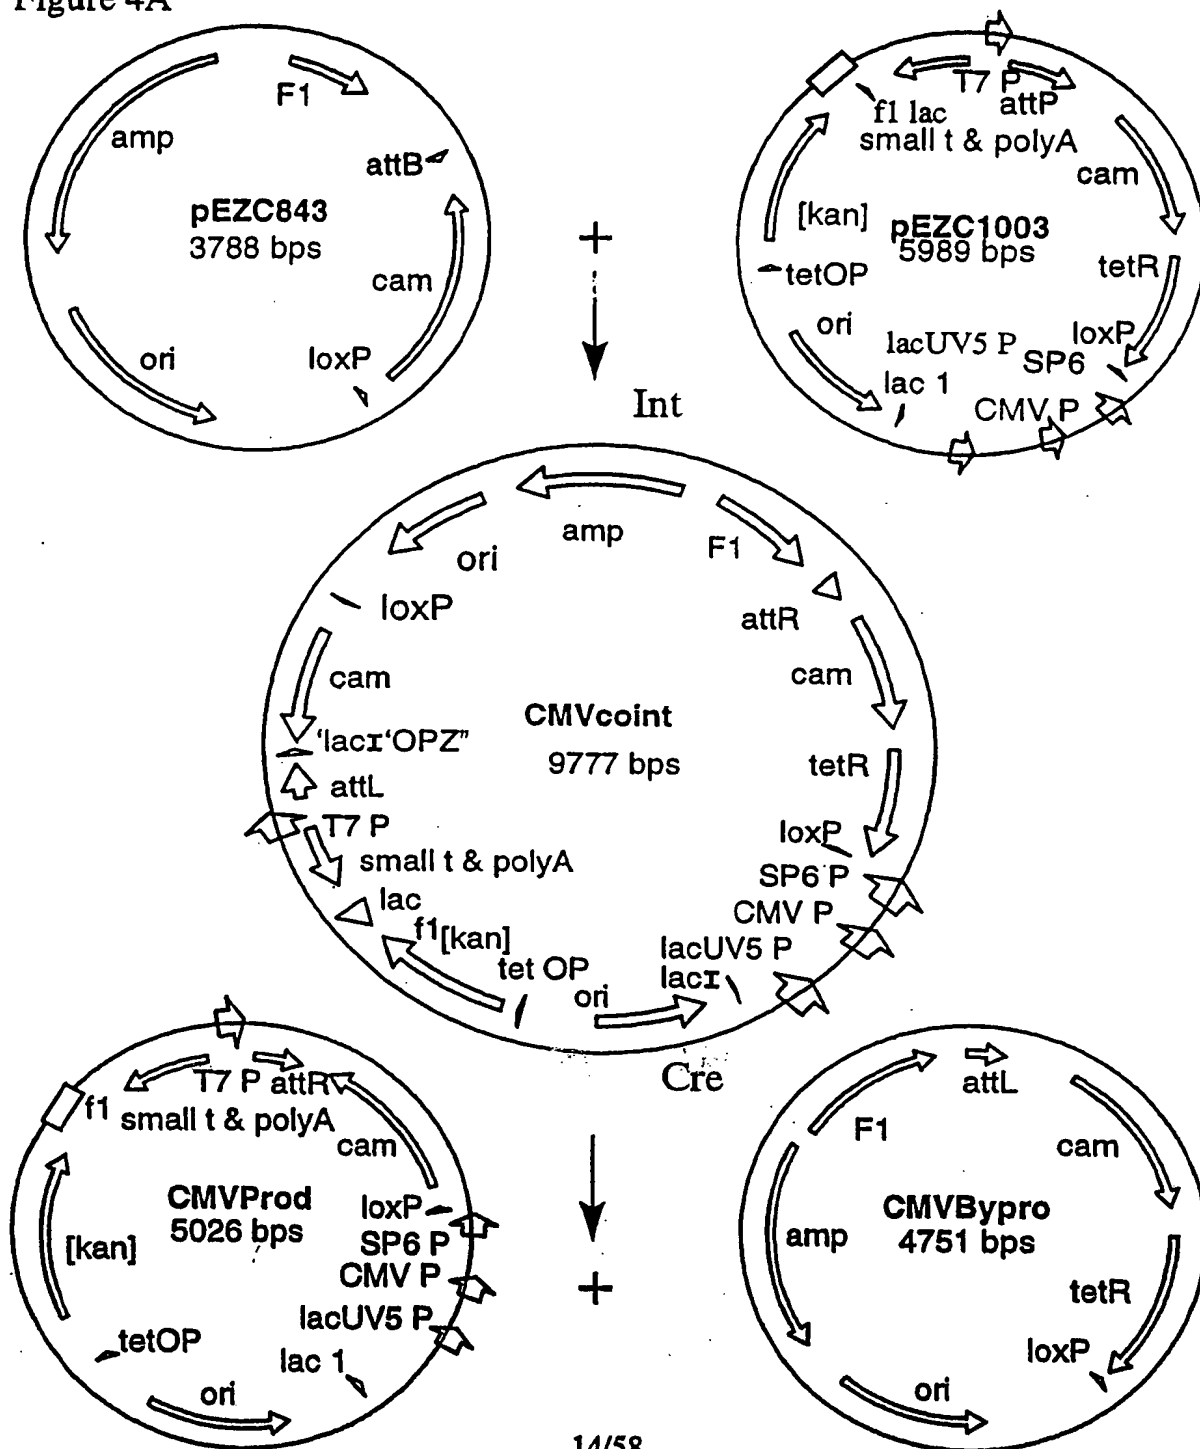 Figure 4A
F1
amp
attB
pEZC843
3788 bps
cam
ori
loxP
+
T7 P
attP
f1 lac
small t & polyA
cam
[kan]
pEZC1003
5989 bps
tetOP
tetR
ori
lacUV5 P
loxP
SP6
lac 1
CMV P
Int
amp
F1
ori
loxP
attR
cam
cam
CMVcoint
9777 bps
'lacI'OPZ"
tetR
attL
T7 P
loxP
small t & polyA
SP6 P
lac
CMV P
f1
[kan]
lacUV5 P
tet OP
lacI
ori
Cre
T7 P
attR
f1
small t & polyA
cam
CMVProd
5026 bps
loxP
[kan]
SP6 P
CMV P
lacUV5 P
tetOP
lac 1
ori
+
attL
F1
cam
CMVBypro
4751 bps
amp
tetR
loxP
ori
14/58